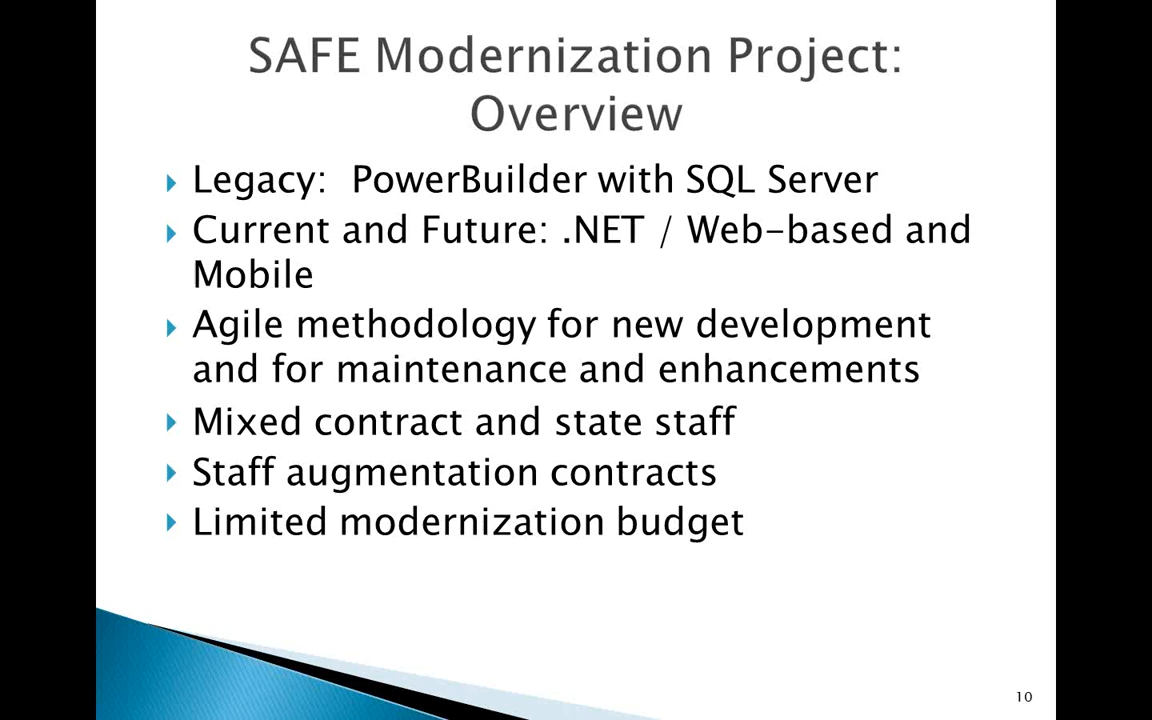 SAFE Modernization Project:
Overview
Legacy: PowerBuilder with SQL Server
Current and Future: .NET / Web-based and
Mobile
Agile methodology for new development
and for maintenance and enhancements
Mixed contract and state staff
Staff augmentation contracts
Limited modernization budget
10